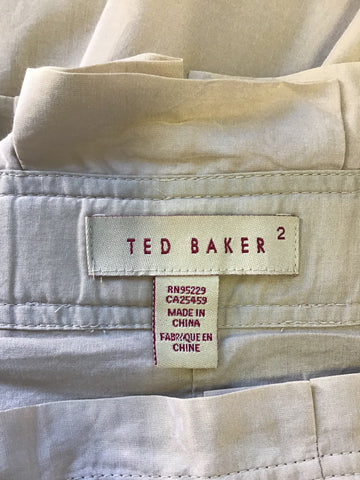 TED BAKER 2
RN95229
CA25459
MADE IN
CHINA
FABRIQUE EN
CHINE